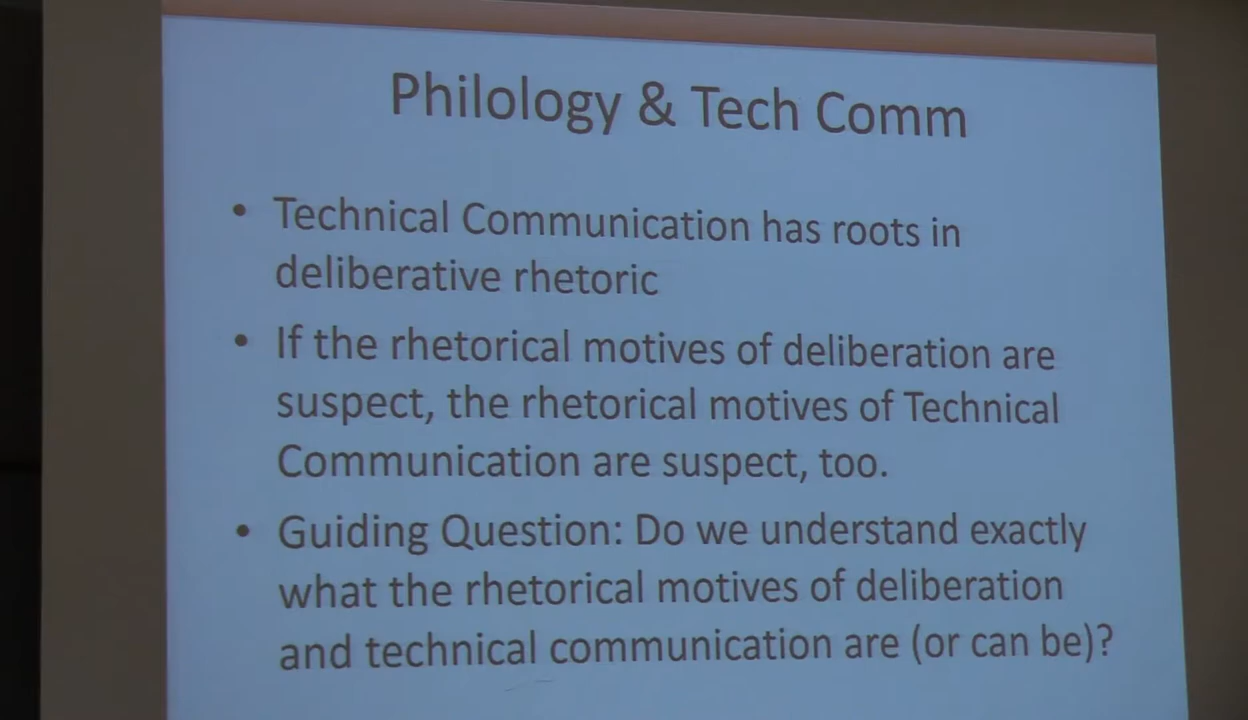 Philology & Tech Comm
• Technical Communication has roots in
deliberative rhetoric
• If the rhetorical motives of deliberation are
suspect, the rhetorical motives of Technical
Communication are suspect, too.
• Guiding Question: Do we understand exactly
what the rhetorical motives of deliberation
and technical communication are (or can be)?